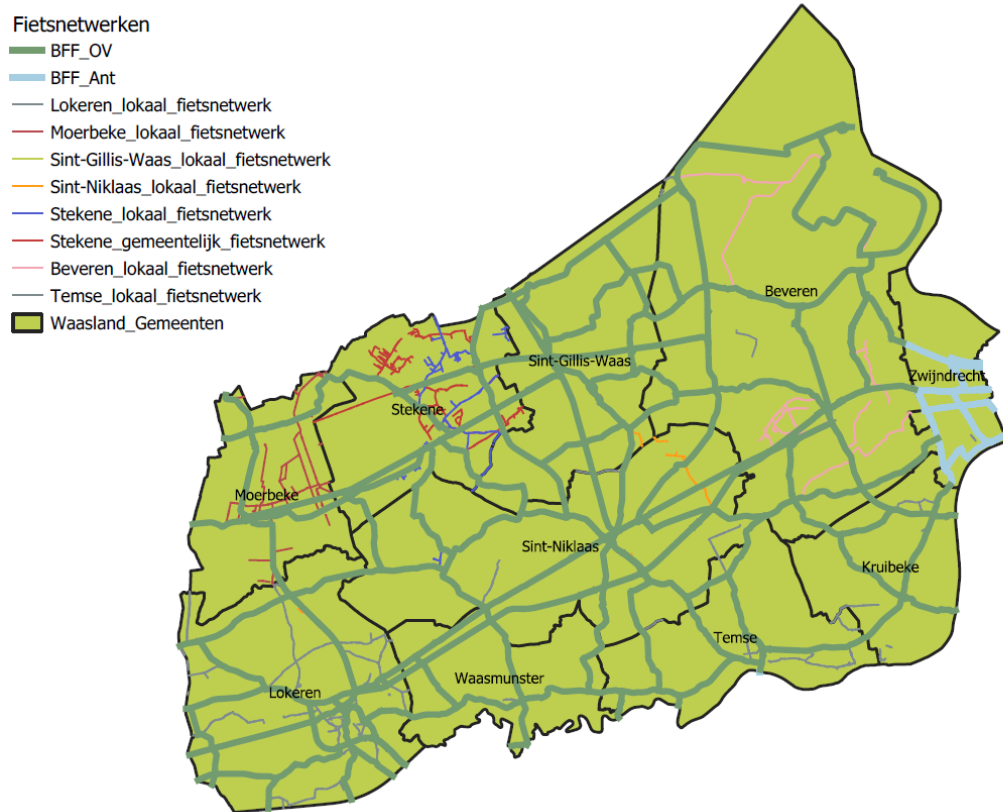 Fietsnetwerken
BFF_OV
BFF_Ant
Lokeren_lokaal_fietsnetwerk
Moerbeke_lokaal_fietsnetwerk
Sint-Gillis-Waas_lokaal_fietsnetwerk
Sint-Niklaas_lokaal_fietsnetwerk
Stekene_lokaal_fietsnetwerk
Stekene_gemeentelijk_fietsnetwerk
Beveren_lokaal_fietsnetwerk
Temse_lokaal_fietsnetwerk
Waasland_Gemeenten
Beveren
Sint-Gillis-Waas
Zwijndrecht
Stekene
Moerbeke
Sint-Niklaas
Kruibeke
Temse
Waasmunster
Lokeren